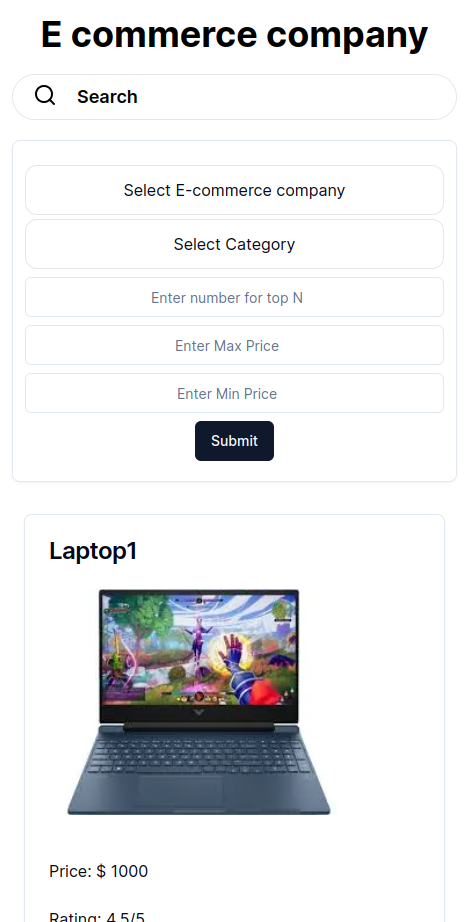 E commerce company
Search
Select E-commerce company
Select Category
Enter number for top N
Enter Max Price
Enter Min Price
Submit
Laptop1
Price: $ 1000
Rating: 4.5/5